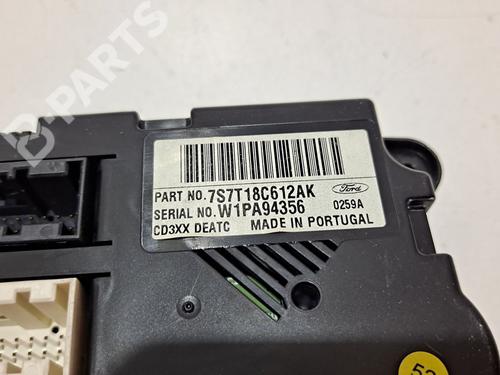 B-PARTS
PART NO. 7S7T18C612AK
Ford
SERIAL NO. W1PA94356
0259A
CD3XX DEATC MADE IN PORTUGAL